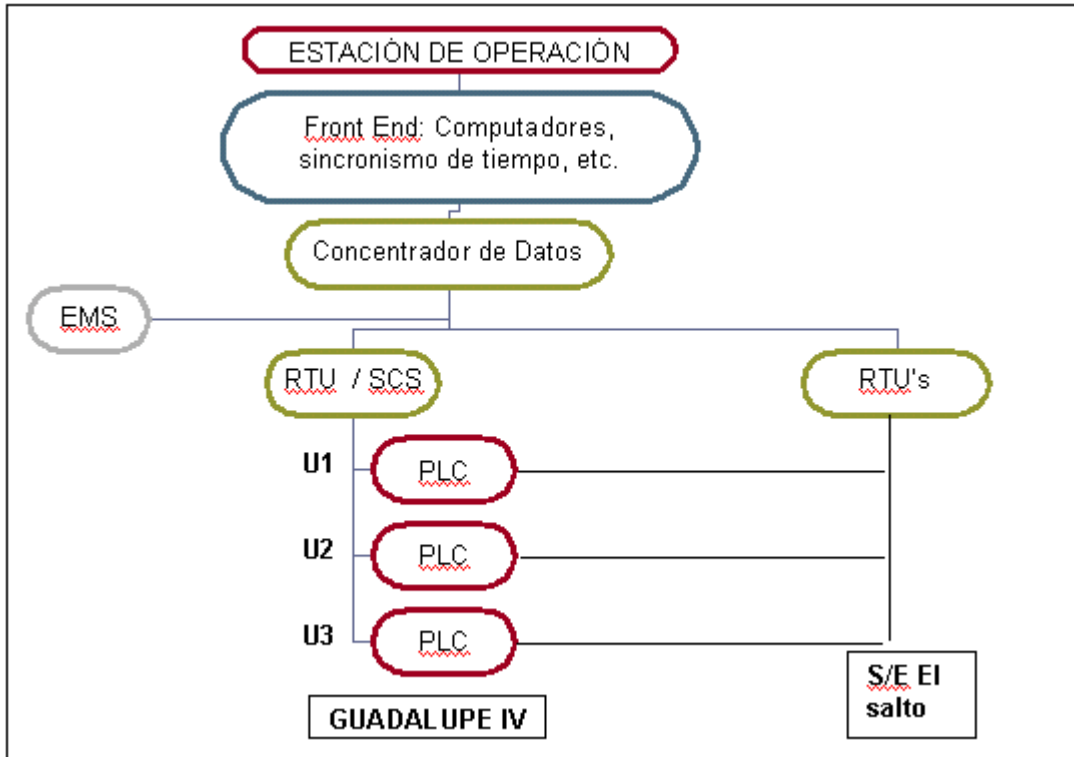 ESTACIÓN DE OPERACIÓN
Front End: Computadores,
sincronismo de tiempo, etc.
Concentrador de Datos
EMS
RTU / SCS
RTU's
U1
PLC
U2
PLC
U3
PLC
S/E El
salto
GUADALUPE IV